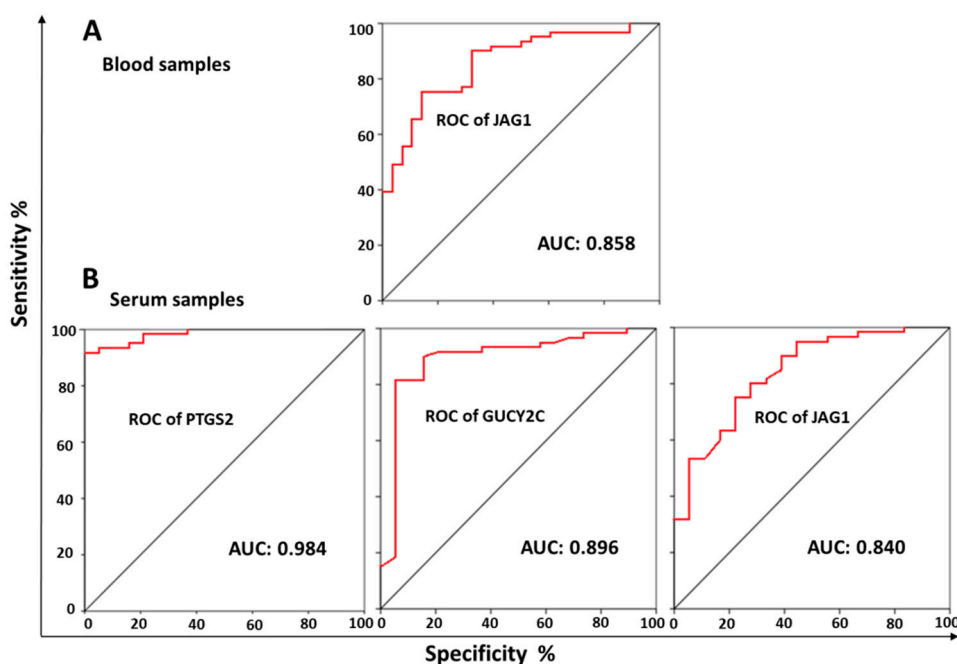 A
Blood samples
100
80
60
40
20
0
ROC of JAG1
AUC: 0.858
Sensitivity %
B
Serum samples
100
80
60
40
20
0
ROC of PTGS2
AUC: 0.984
0 20 40 60 80 100
ROC of GUCY2C
AUC: 0.896
0 20 40 60 80 100
ROC of JAG1
AUC: 0.840
0 20 40 60 80 100
Specificity %